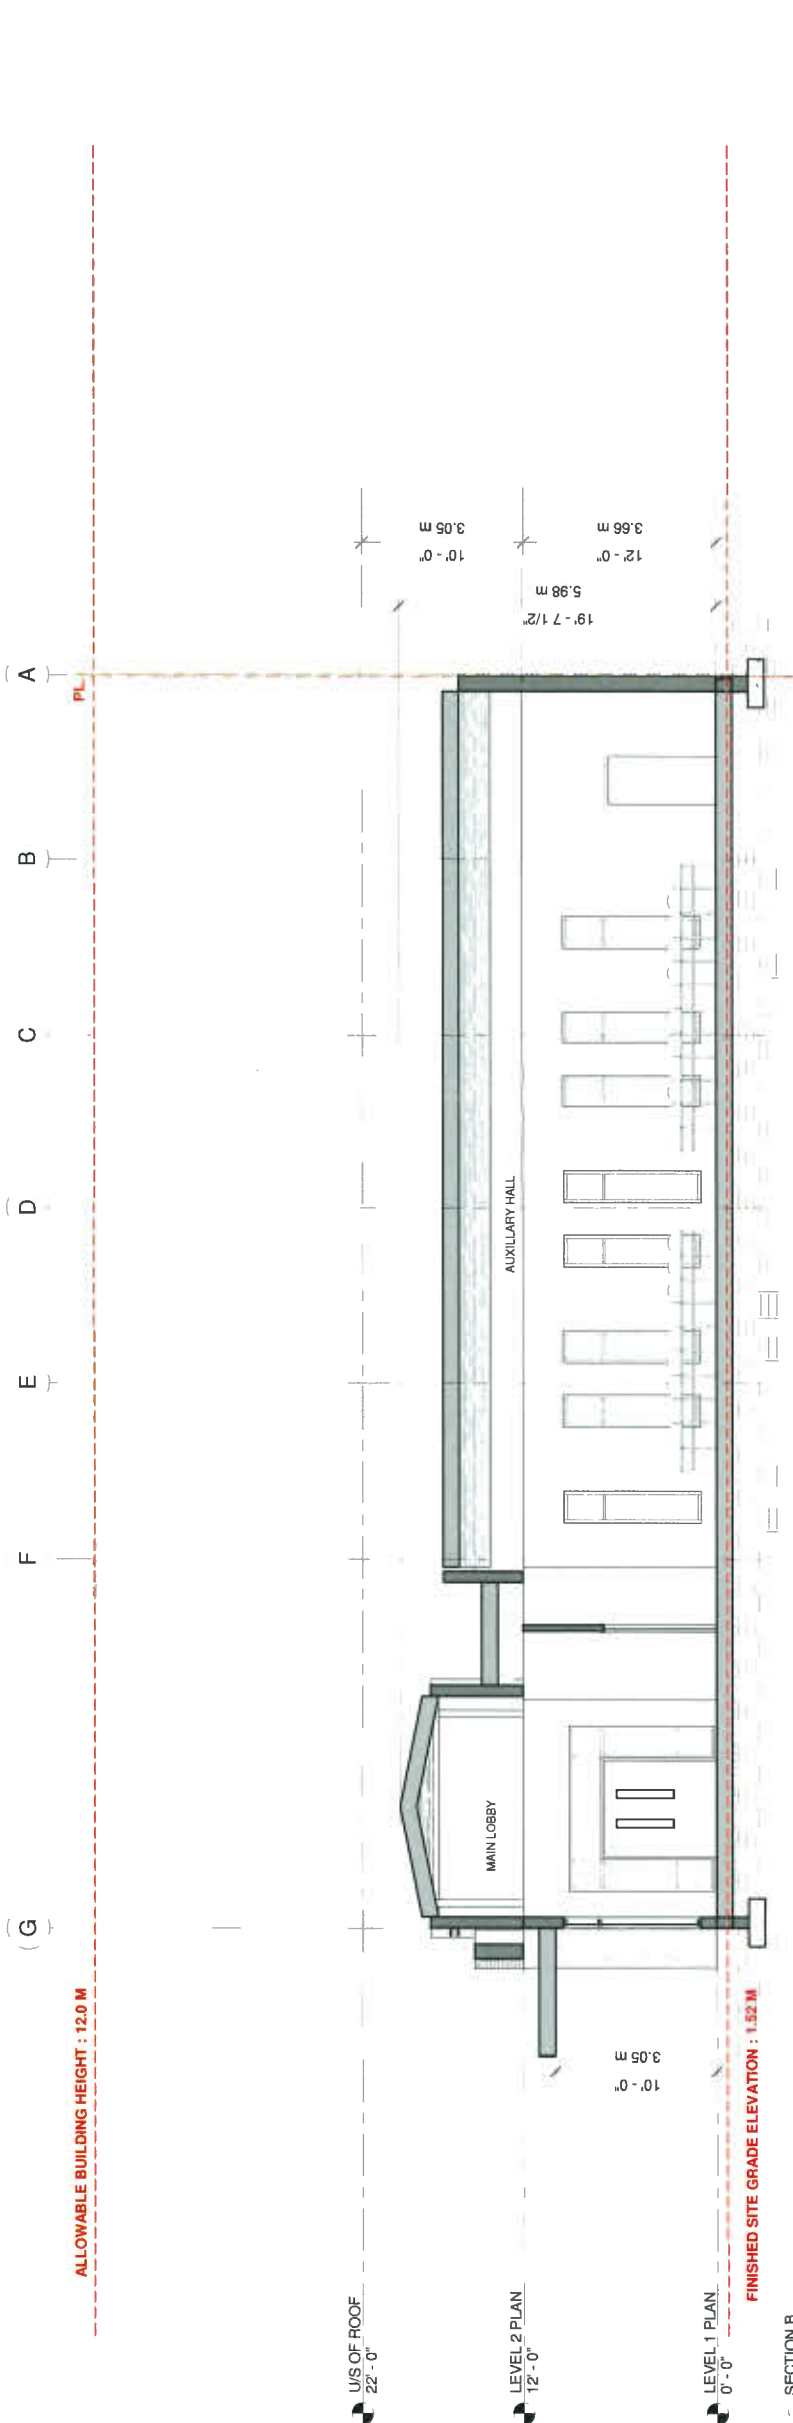 G
F
E
D
C
B
A
ALLOWABLE BUILDING HEIGHT : 12.0 M
PL
U/S OF ROOF
22' - 0"
10' - 0"
3.05 m
19' - 7 1/2"
5.98 m
LEVEL 2 PLAN
12' - 0"
MAIN LOBBY
AUXILLARY HALL
12' - 0"
3.66 m
10' - 0"
3.05 m
LEVEL 1 PLAN
0' - 0"
FINISHED SITE GRADE ELEVATION : 1.52 M
SECTION B